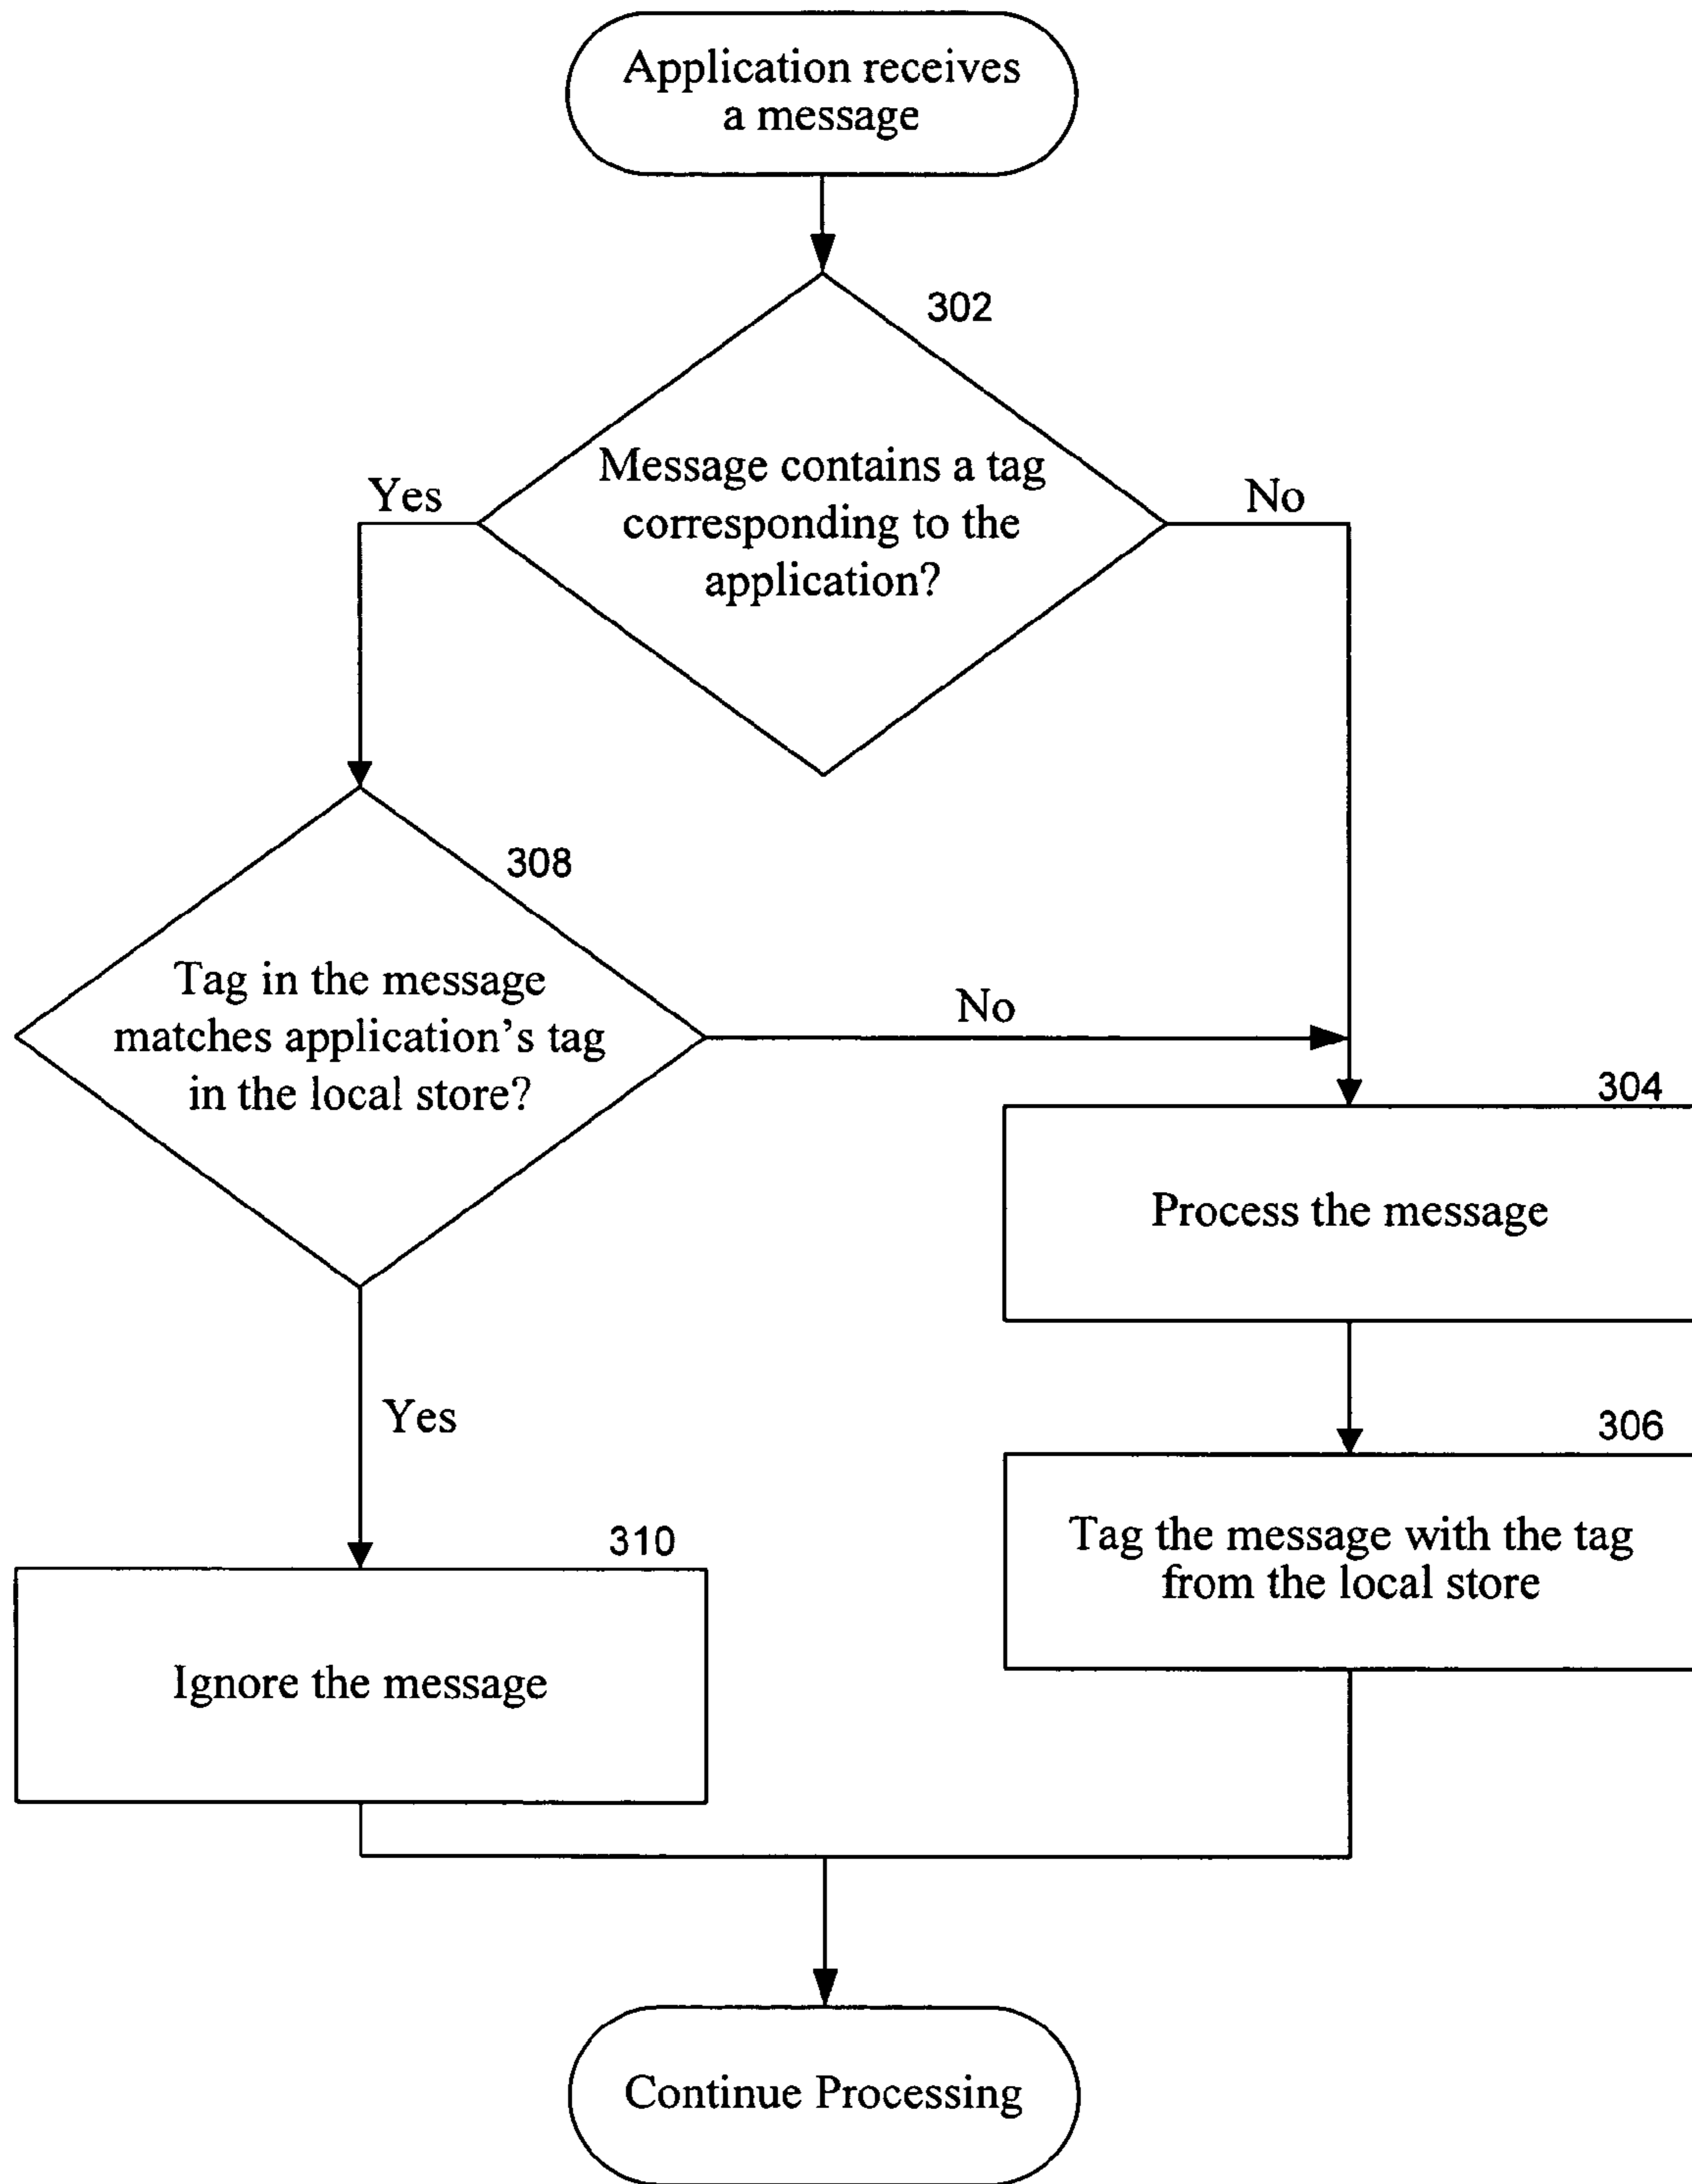 Application receives
a message
302
Message contains a tag
corresponding to the
application?
Yes
No
308
Tag in the message
matches application's tag
in the local store?
No
304
Process the message
Yes
306
Tag the message with the tag
from the local store
310
Ignore the message
Continue Processing